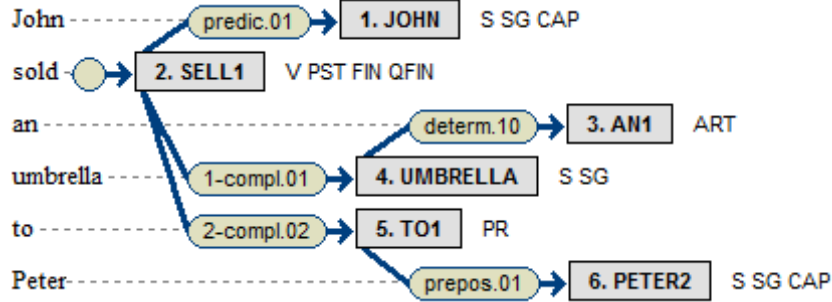 John predic.01 1. JOHN S SG CAP
sold 2. SELL1 V PST FIN QFIN
an determ.10 3. AN1 ART
umbrella 1-compl.01 4. UMBRELLA S SG
to 2-compl.02 5. TO1 PR
Peter prepos.01 6. PETER2 S SG CAP